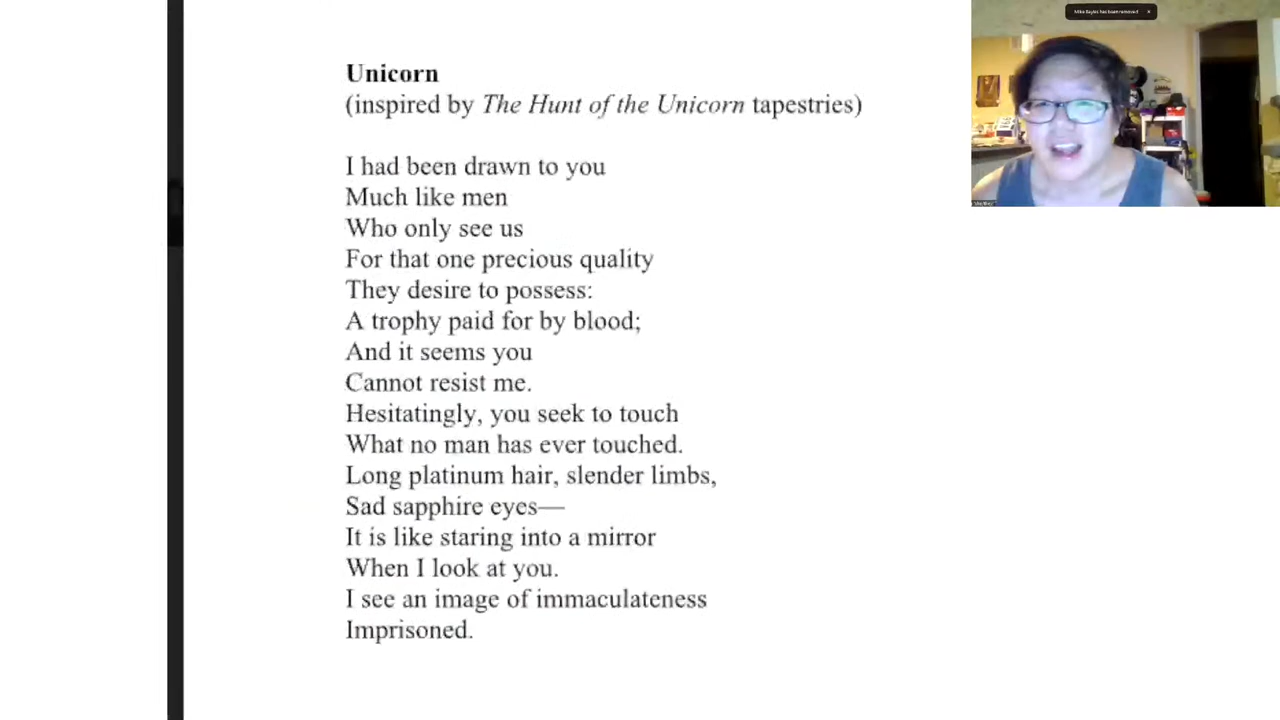 Unicorn
(inspired by The Hunt of the Unicorn tapestries)
I had been drawn to you
Much like men
Who only see us
For that one precious quality
They desire to possess:
A trophy paid for by blood;
And it seems you
Cannot resist me.
Hesitatingly, you seek to touch
What no man has ever touched.
Long platinum hair, slender limbs,
Sad sapphire eyes—
It is like staring into a mirror
When I look at you.
I see an image of immaculateness
Imprisoned.
has been removed